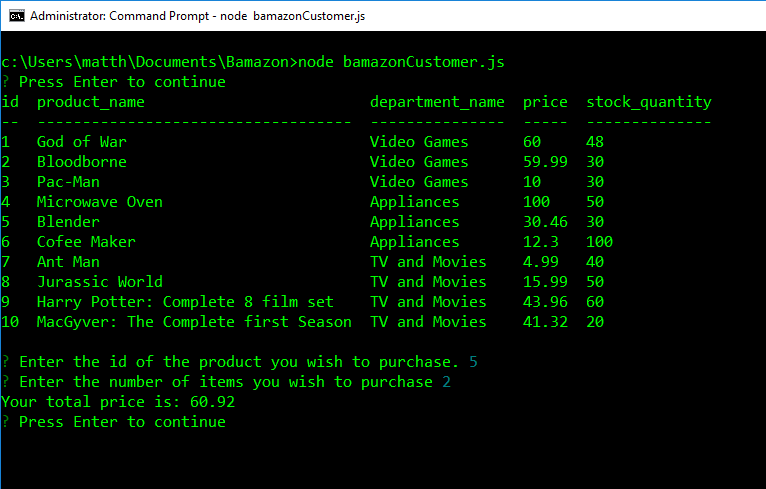 Administrator: Command Prompt - node bamazonCustomer.js
c:\Users\matth\Documents\Bamazon>node bamazonCustomer.js
? Press Enter to continue
id  product_name                         department_name  price  stock_quantity
--  -----------------------------------  ---------------  -----  --------------
1   God of War                           Video Games      60     48
2   Bloodborne                           Video Games      59.99  30
3   Pac-Man                              Video Games      10     30
4   Microwave Oven                       Appliances       100    50
5   Blender                              Appliances       30.46  30
6   Cofee Maker                          Appliances       12.3   100
7   Ant Man                              TV and Movies    4.99   40
8   Jurassic World                       TV and Movies    15.99  50
9   Harry Potter: Complete 8 film set    TV and Movies    43.96  60
10  MacGyver: The Complete first Season  TV and Movies    41.32  20
? Enter the id of the product you wish to purchase. 5
? Enter the number of items you wish to purchase 2
Your total price is: 60.92
? Press Enter to continue